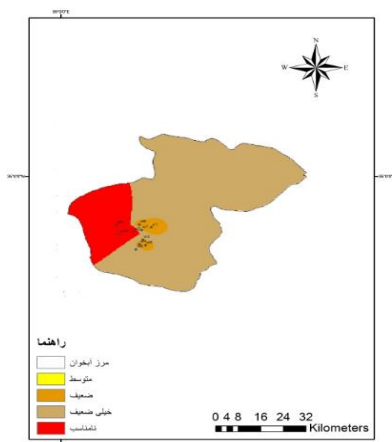 N
W E
S
راهنما
مرز آبخوان
متوسط
ضعیف
خیلی ضعیف
نامناسب
0 4 8 16 24 32
Kilometers